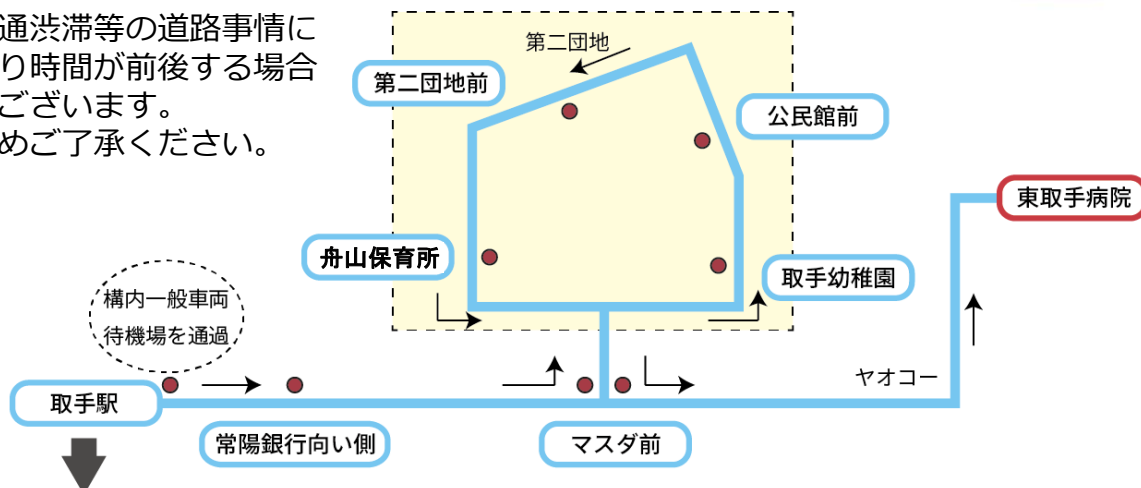 通渋滞等の道路事情に
り時間が前後する場合
ございます。
めご了承ください。
第二団地
第二団地前
公民館前
東取手病院
舟山保育所
取手幼稚園
構内一般車両
待機場を通過
ヤオコー
取手駅
常陽銀行向い側
マスダ前